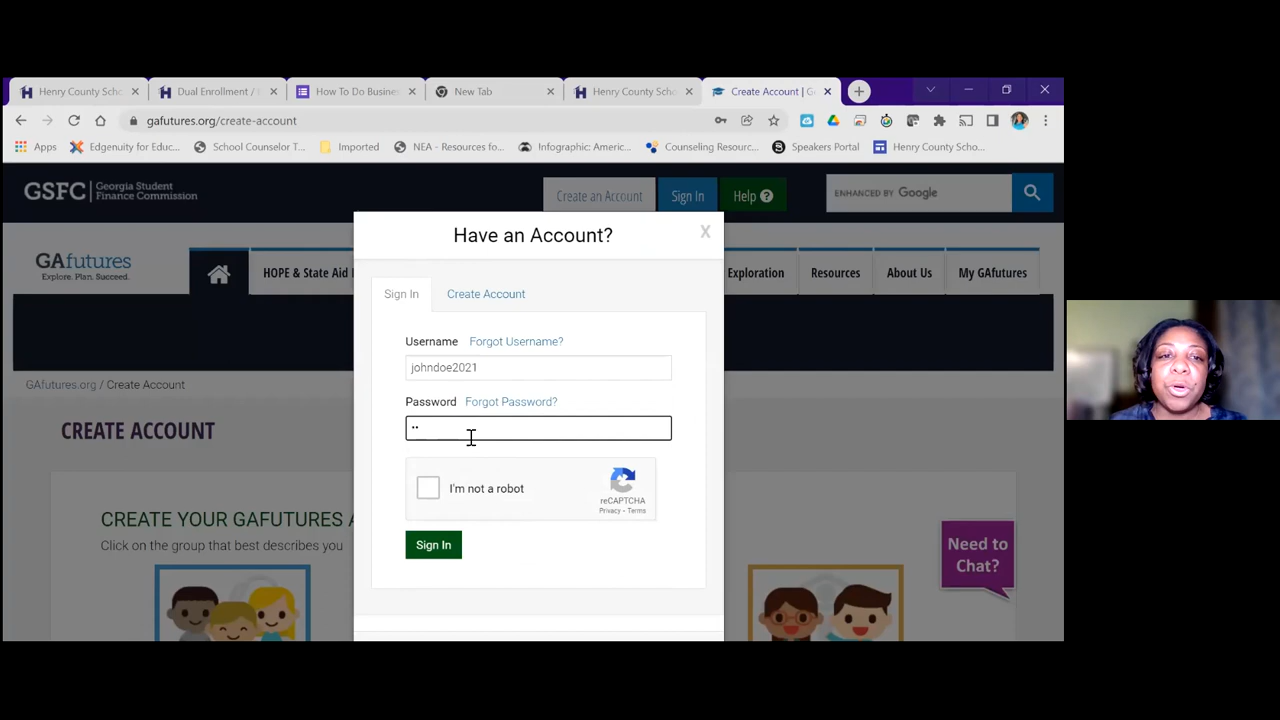 Henry County Scho
Dual Enrollment /
How To Do Busine
New Tab
Henry County Scho
Create Account | G
gafutures.org/create-account
Apps
Edgenuity for Educ...
School Counselor T...
Imported
NEA - Resources fo...
Infographic: Americ...
Counseling Resourc...
Speakers Portal
Henry County Scho...
GSFC
Georgia Student
Finance Commission
Create an Account
Sign In
Help
ENHANCED BY Google
GAfutures
Explore. Plan. Succeed.
HOPE & State Aid
Exploration
Resources
About Us
My GAfutures
GAfutures.org / Create Account
CREATE ACCOUNT
CREATE YOUR GAFUTURES A
Click on the group that best describes you
Have an Account?
X
Sign In
Create Account
Username
Forgot Username?
johndoe2021
Password
Forgot Password?
I'm not a robot
reCAPTCHA
Privacy - Terms
Sign In
Need to
Chat?